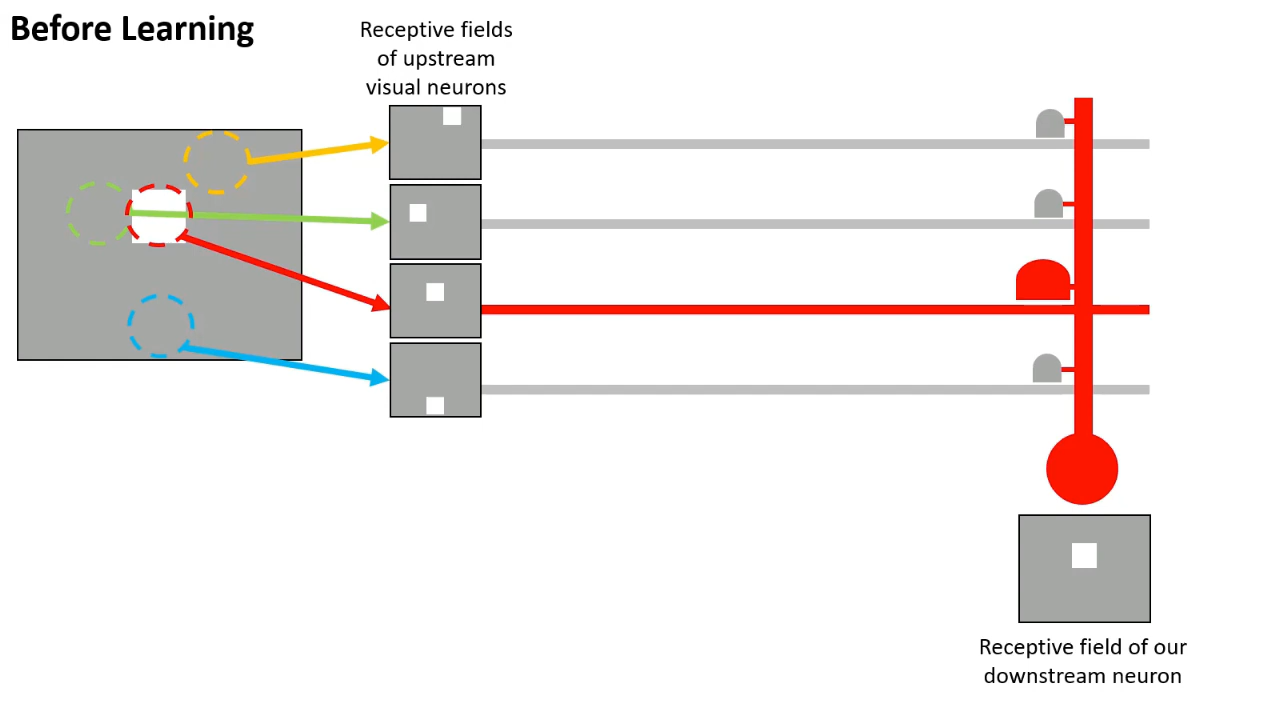 Before Learning
Receptive fields
of upstream
visual neurons
Receptive field of our
downstream neuron